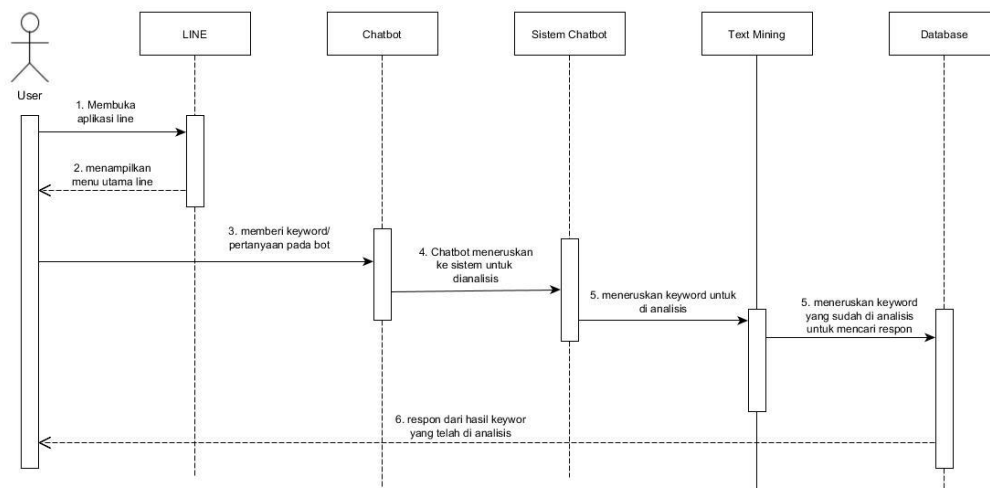 LINE
Chatbot
Sistem Chatbot
Text Mining
Database
User
1. Membuka
aplikasi line
2. menampilkan
menu utama line
3. memberi keyword/
pertanyaan pada bot
4. Chatbot meneruskan
ke sistem untuk
dianalisis
5. meneruskan keyword untuk
di analisis
5. meneruskan keyword
yang sudah di analisis
untuk mencari respon
6. respon dari hasil keywor
yang telah di analisis